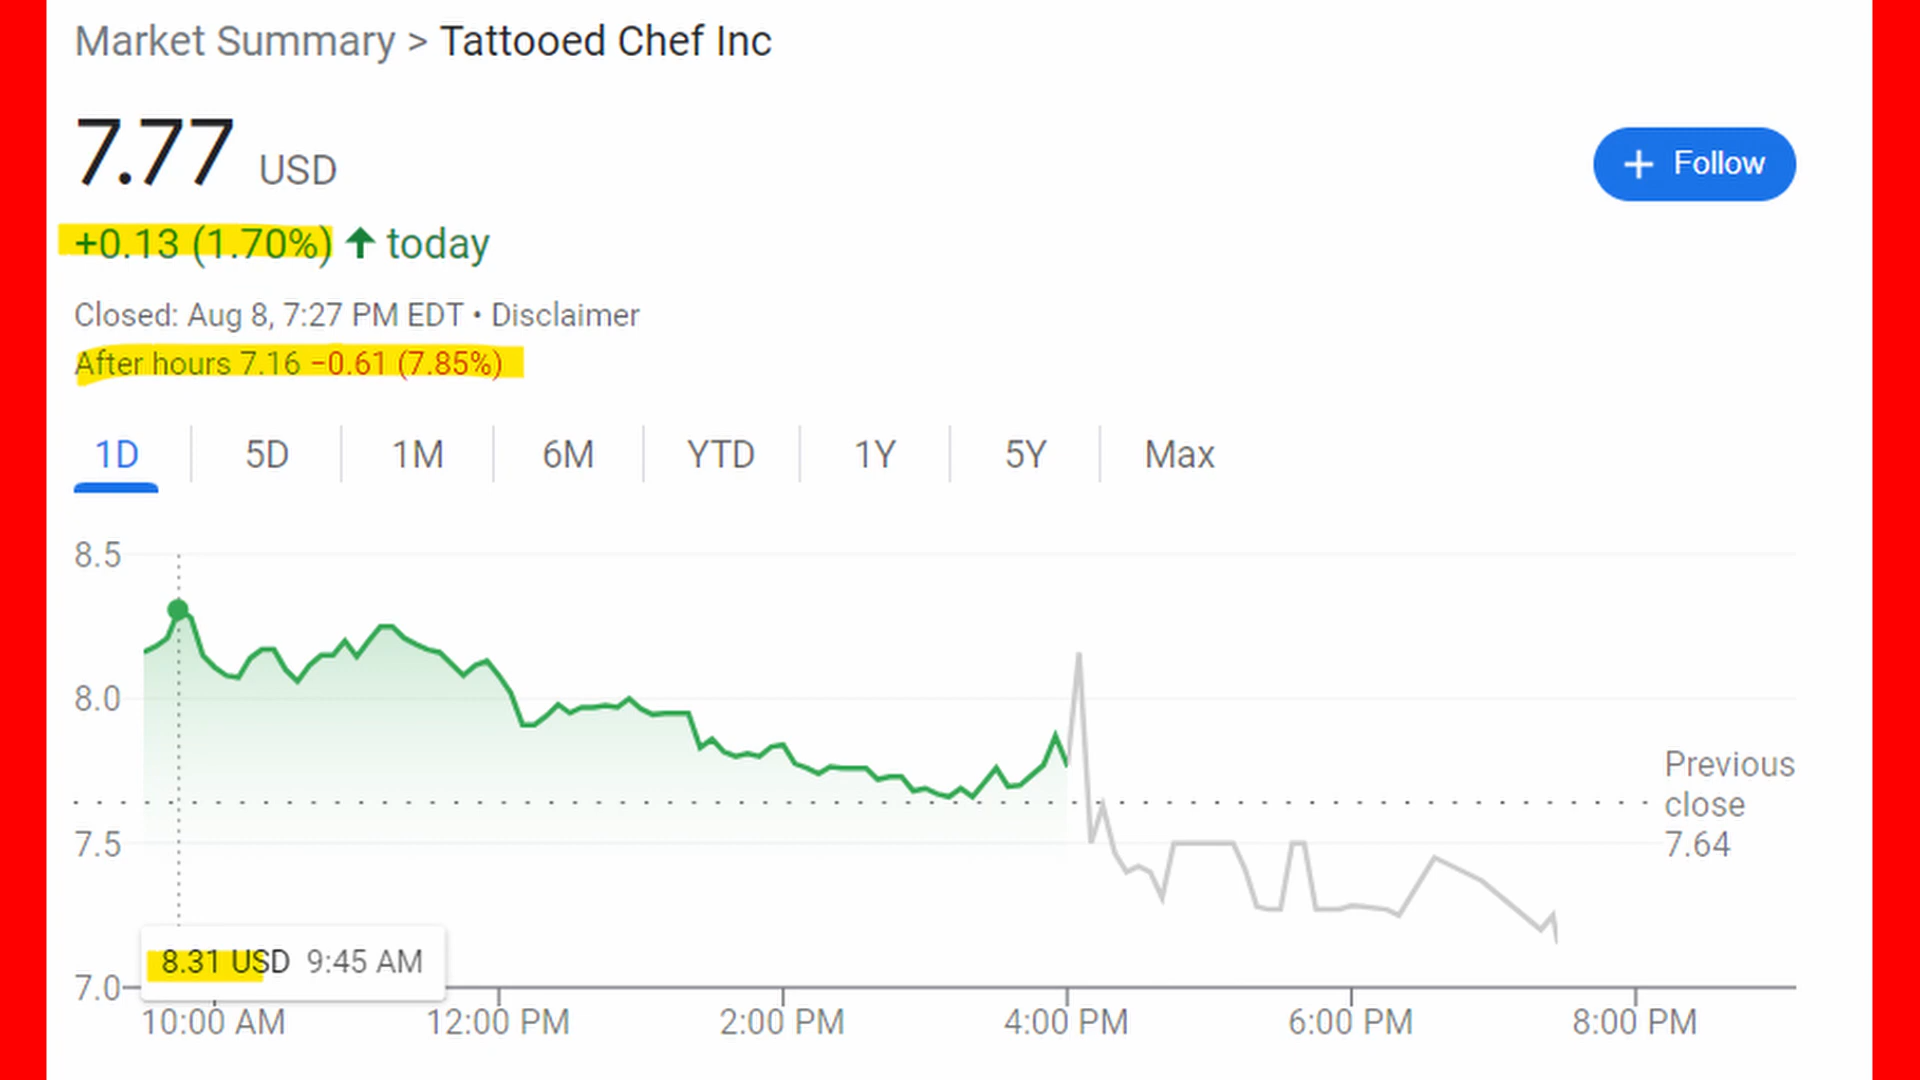 Market Summary > Tattooed Chef Inc
7.77 USD
+ Follow
+0.13 (1.70%) ↑ today
Closed: Aug 8, 7:27 PM EDT • Disclaimer
After hours 7.16 −0.61 (7.85%)
1D 5D 1M 6M YTD 1Y 5Y Max
8.5
8.0
Previous
close
7.64
7.5
8.31 USD 9:45 AM
7.0
10:00 AM 12:00 PM 2:00 PM 4:00 PM 6:00 PM 8:00 PM